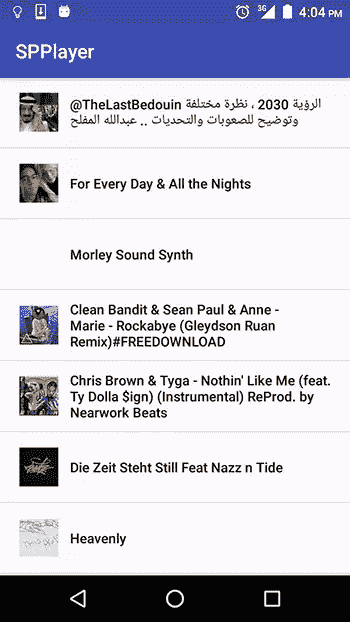 3G 4:04 PM
SPPlayer
@TheLastBedouin الرؤية 2030 ، نظرة مختلفة
وتوضيح للصعوبات والتحديات .. عبدالله المفلح
For Every Day & All the Nights
Morley Sound Synth
Clean Bandit & Sean Paul & Anne -
Marie - Rockabye (Gleydson Ruan
Remix)#FREEDOWNLOAD
Chris Brown & Tyga - Nothin' Like Me (feat.
Ty Dolla $ign) (Instrumental) ReProd. by
Nearwork Beats
Die Zeit Steht Still Feat Nazz n Tide
Heavenly